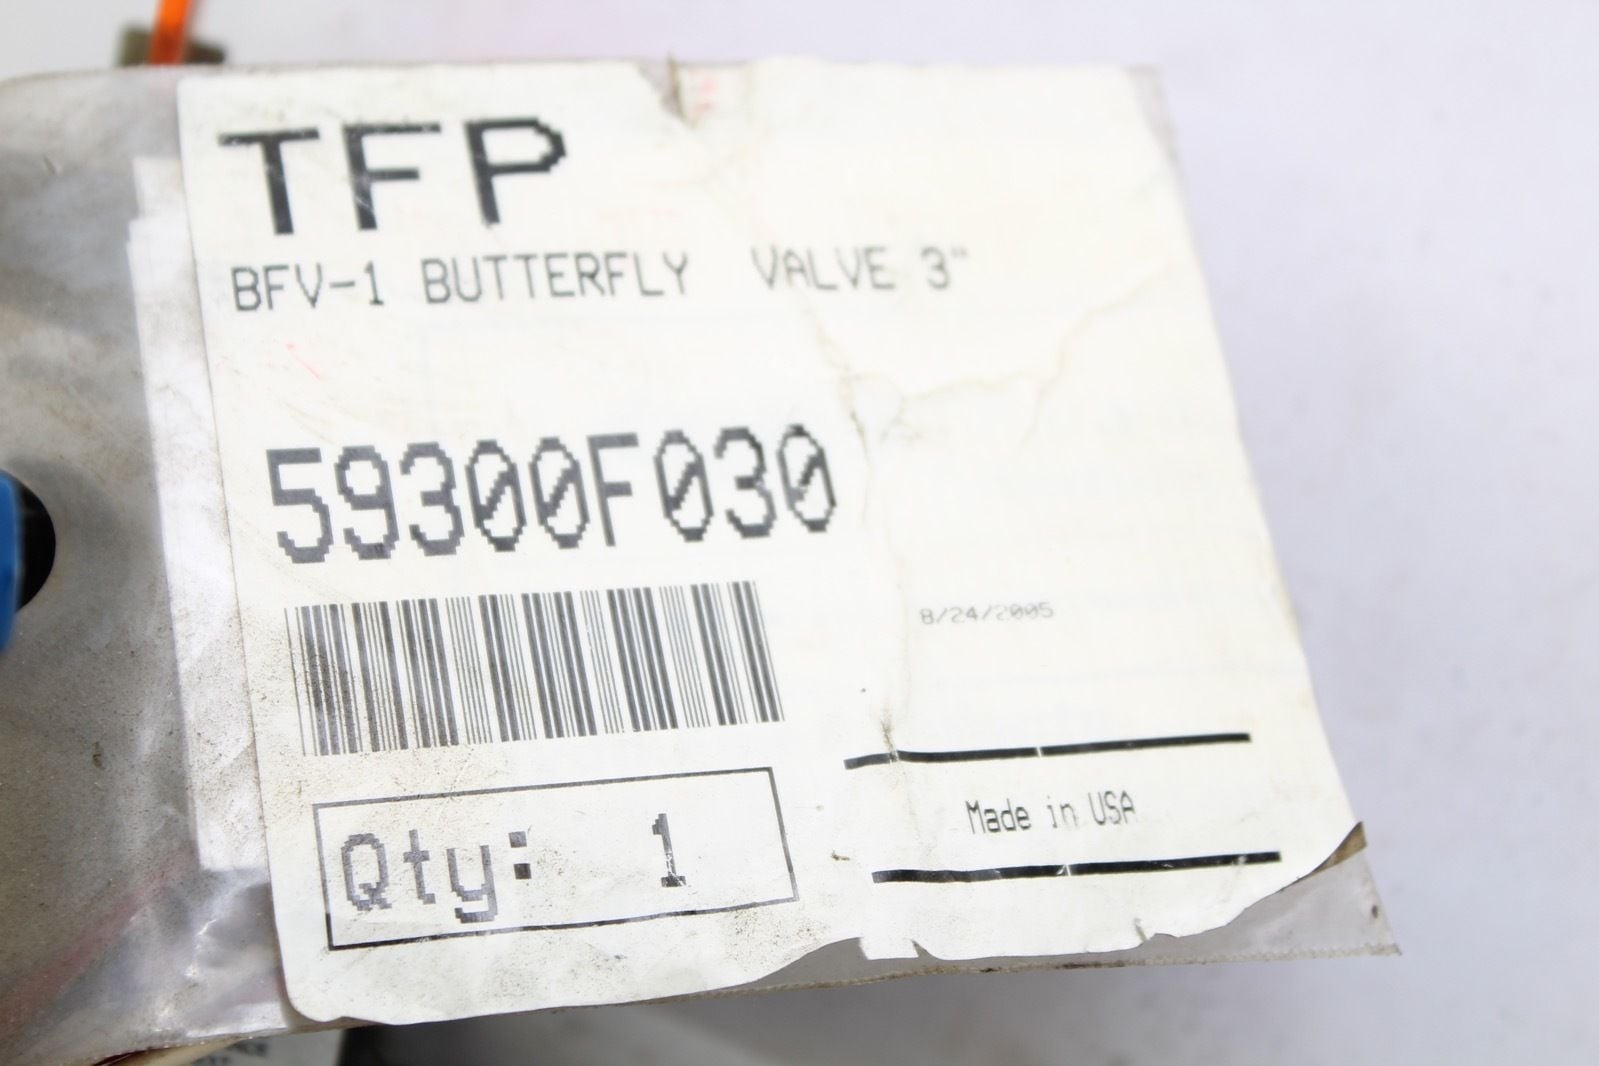 TFP
BFV-1 BUTTERFLY VALVE 3"
59300F030
8/24/2005
Made in USA
Qty: 1